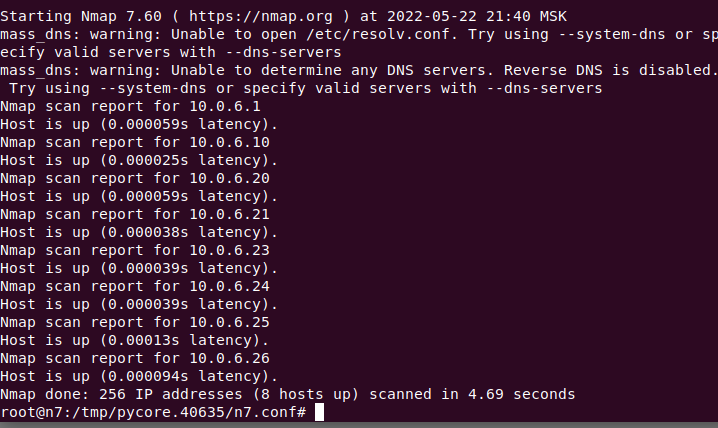 Starting Nmap 7.60 ( https://nmap.org ) at 2022-05-22 21:40 MSK
mass_dns: warning: Unable to open /etc/resolv.conf. Try using --system-dns or sp
ecify valid servers with --dns-servers
mass_dns: warning: Unable to determine any DNS servers. Reverse DNS is disabled.
 Try using --system-dns or specify valid servers with --dns-servers
Nmap scan report for 10.0.6.1
Host is up (0.000059s latency).
Nmap scan report for 10.0.6.10
Host is up (0.000025s latency).
Nmap scan report for 10.0.6.20
Host is up (0.000059s latency).
Nmap scan report for 10.0.6.21
Host is up (0.000038s latency).
Nmap scan report for 10.0.6.23
Host is up (0.000039s latency).
Nmap scan report for 10.0.6.24
Host is up (0.000039s latency).
Nmap scan report for 10.0.6.25
Host is up (0.00013s latency).
Nmap scan report for 10.0.6.26
Host is up (0.000094s latency).
Nmap done: 256 IP addresses (8 hosts up) scanned in 4.69 seconds
root@n7:/tmp/pycore.40635/n7.conf#